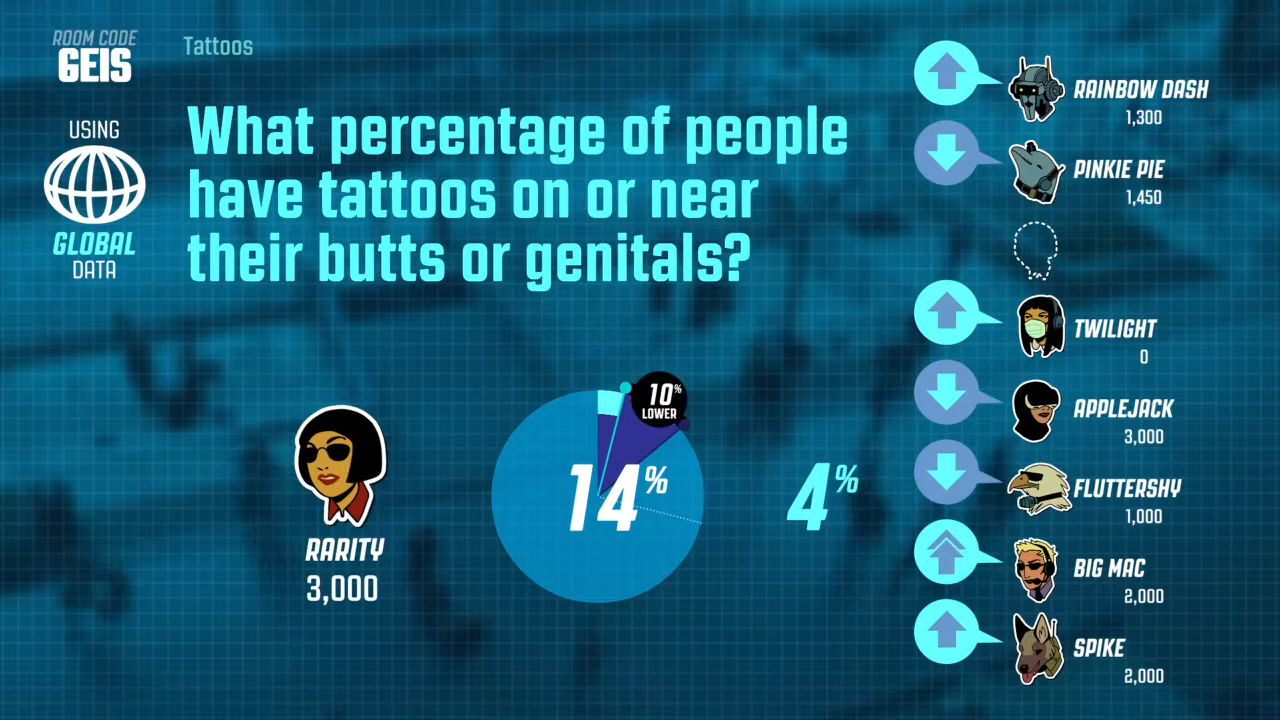 ROOM CODE
GEIS
Tattoos
USING
GLOBAL
DATA
What percentage of people
have tattoos on or near
their butts or genitals?
RARITY
3,000
10%
LOWER
14%
4%
RAINBOW DASH
1,300
PINKIE PIE
1,450
TWILIGHT
0
APPLEJACK
3,000
FLUTTERSHY
1,000
BIG MAC
2,000
SPIKE
2,000